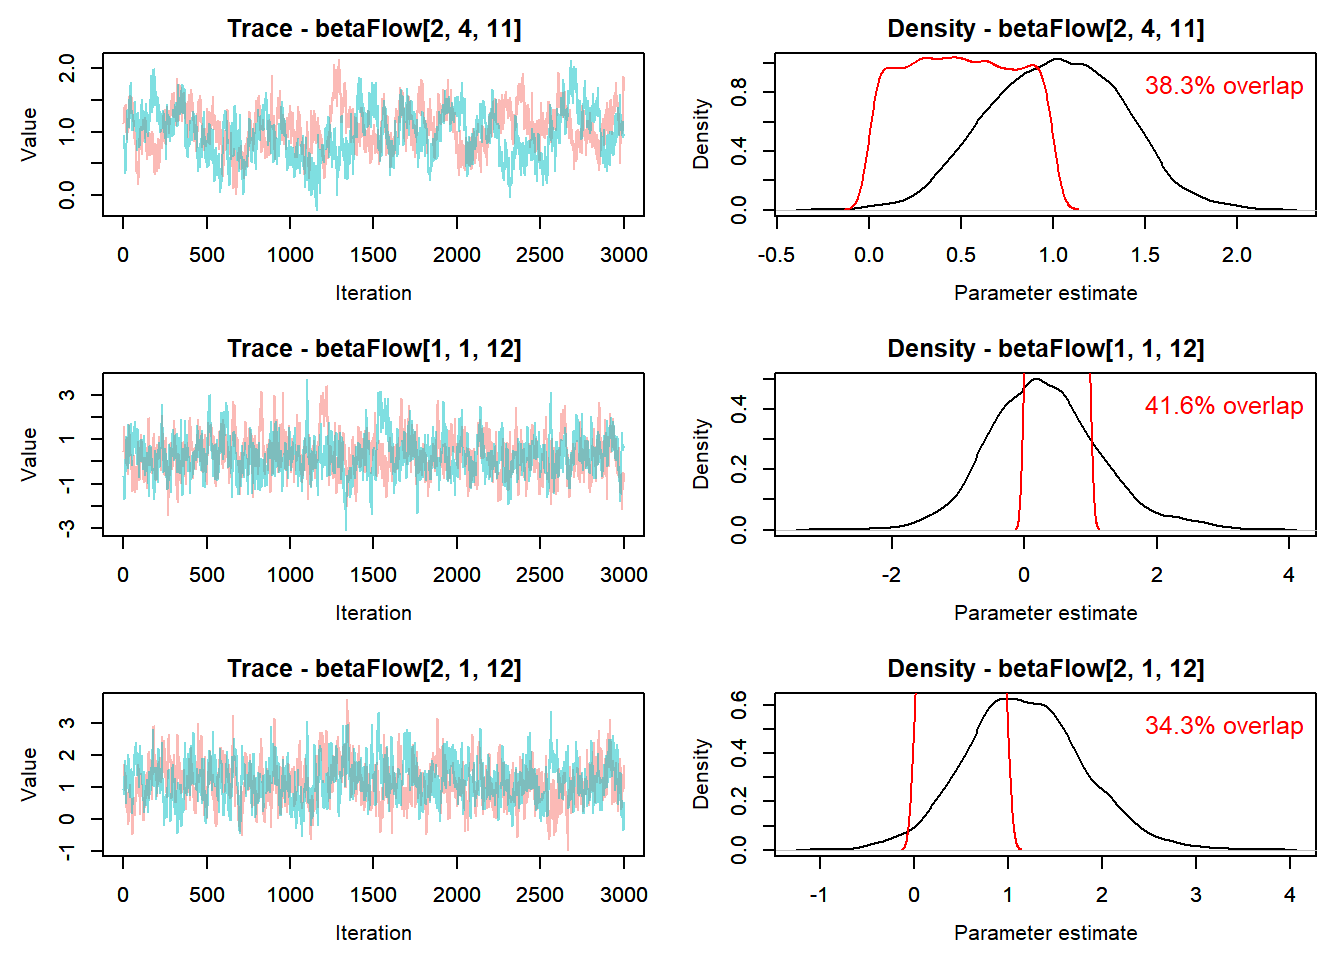 Trace - betaFlow[2, 4, 11]
Value
0.0 1.0 2.0
0 500 1000 1500 2000 2500 3000
Iteration
Density - betaFlow[2, 4, 11]
38.3% overlap
Density
0.0 0.4 0.8
-0.5 0.0 0.5 1.0 1.5 2.0
Parameter estimate
Trace - betaFlow[1, 1, 12]
Value
-3 -1 1 3
0 500 1000 1500 2000 2500 3000
Iteration
Density - betaFlow[1, 1, 12]
41.6% overlap
Density
0.0 0.2 0.4
-2 0 2 4
Parameter estimate
Trace - betaFlow[2, 1, 12]
Value
-1 0 1 2 3
0 500 1000 1500 2000 2500 3000
Iteration
Density - betaFlow[2, 1, 12]
34.3% overlap
Density
0.0 0.2 0.4 0.6
-1 0 1 2 3 4
Parameter estimate